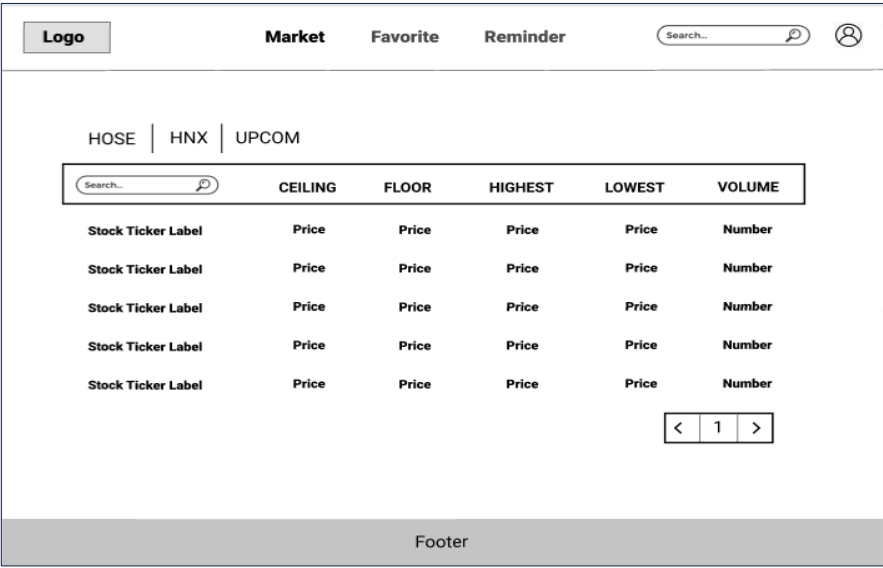 Logo Market Favorite Reminder Search...
HOSE HNX UPCOM
Search... CEILING FLOOR HIGHEST LOWEST VOLUME
Stock Ticker Label Price Price Price Price Number
Stock Ticker Label Price Price Price Price Number
Stock Ticker Label Price Price Price Price Number
Stock Ticker Label Price Price Price Price Number
Stock Ticker Label Price Price Price Price Number
< 1 >
Footer